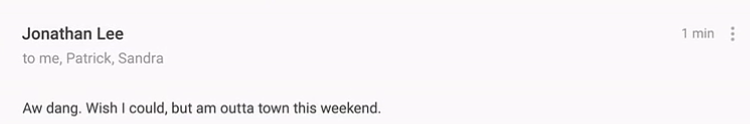 Jonathan Lee 1 min
to me, Patrick, Sandra
Aw dang. Wish I could, but am outta town this weekend.